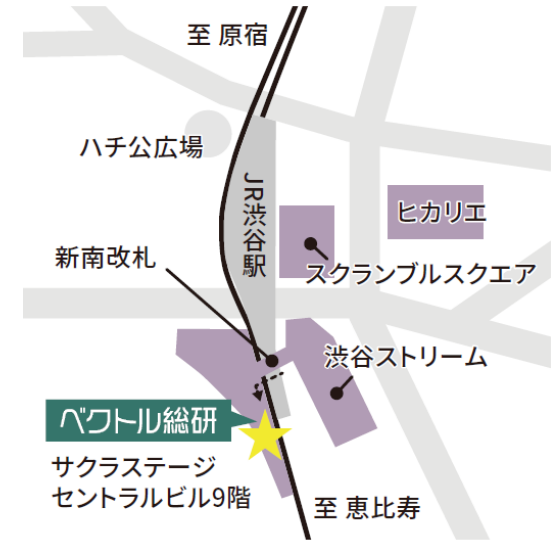 至 原宿
ハチ公広場
JR渋谷駅
ヒカリエ
スクランブルスクエア
新南改札
渋谷ストリーム
ベクトル総研
サクラステージ
セントラルビル9階
至 恵比寿